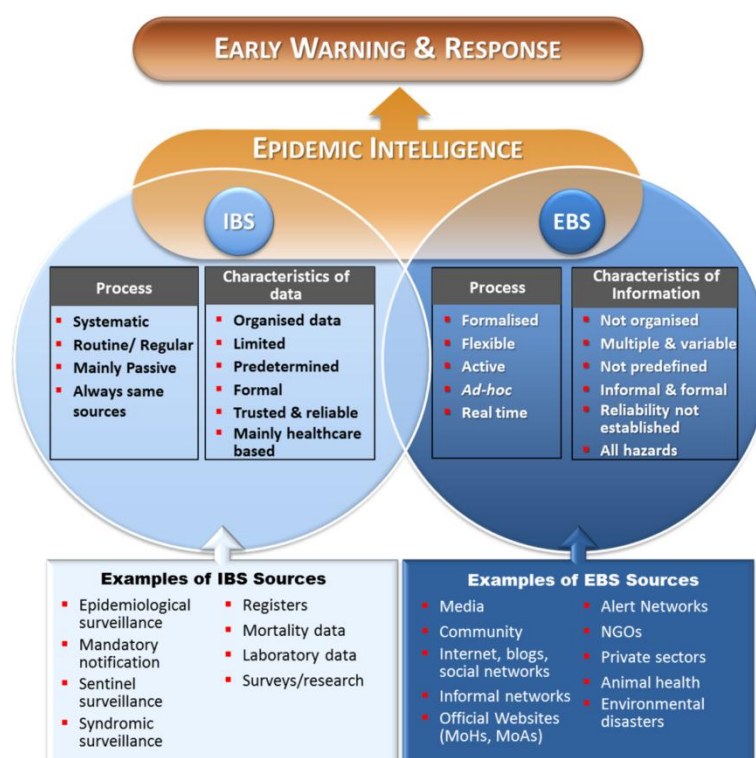 EARLY WARNING & RESPONSE
EPIDEMIC INTELLIGENCE
IBS
EBS
Process
Systematic
Routine/ Regular
Mainly Passive
Always same
sources
Characteristics of
data
Organised data
Limited
Predetermined
Formal
Trusted & reliable
Mainly healthcare
based
Process
Formalised
Flexible
Active
Ad-hoc
Real time
Characteristics of
Information
Not organised
Multiple & variable
Not predefined
Informal & formal
Reliability not
established
All hazards
Examples of IBS Sources
Epidemiological
surveillance
Mandatory
notification
Sentinel
surveillance
Syndromic
surveillance
Registers
Mortality data
Laboratory data
Surveys/research
Examples of EBS Sources
Media
Community
Internet, blogs,
social networks
Informal networks
Official Websites
(MoHs, MoAs)
Alert Networks
NGOs
Private sectors
Animal health
Environmental
disasters